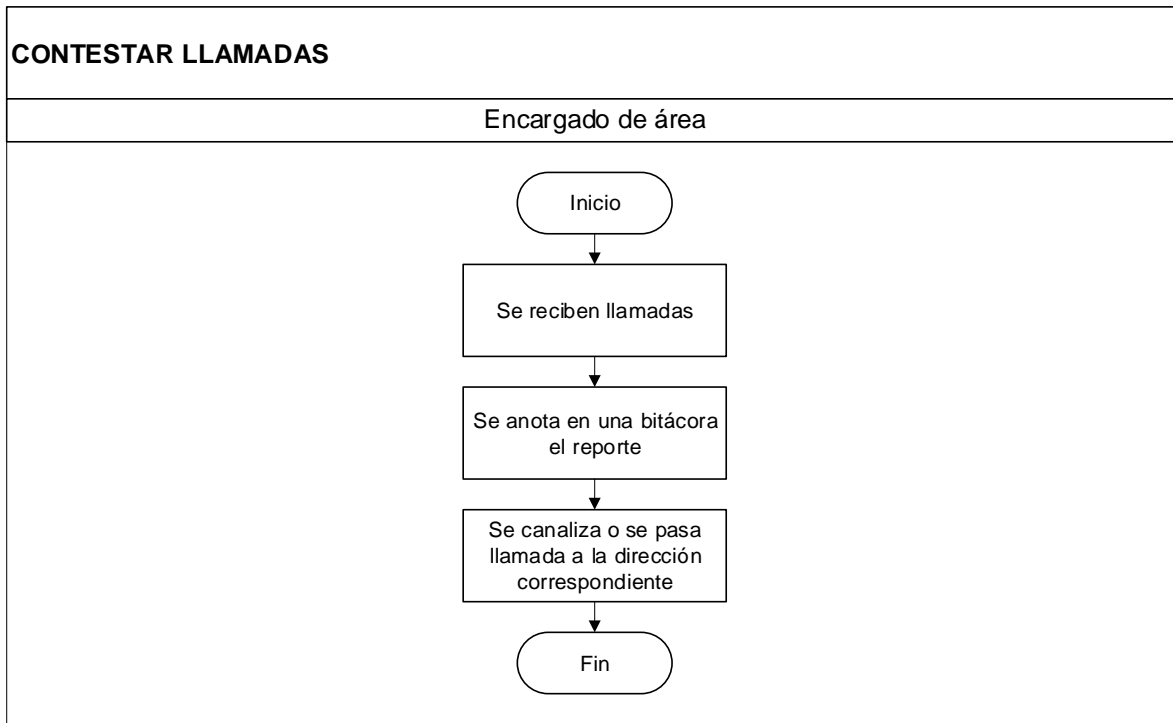 CONTESTAR LLAMADAS
Encargado de área
Inicio
Se reciben llamadas
Se anota en una bitácora
el reporte
Se canaliza o se pasa
llamada a la dirección
correspondiente
Fin